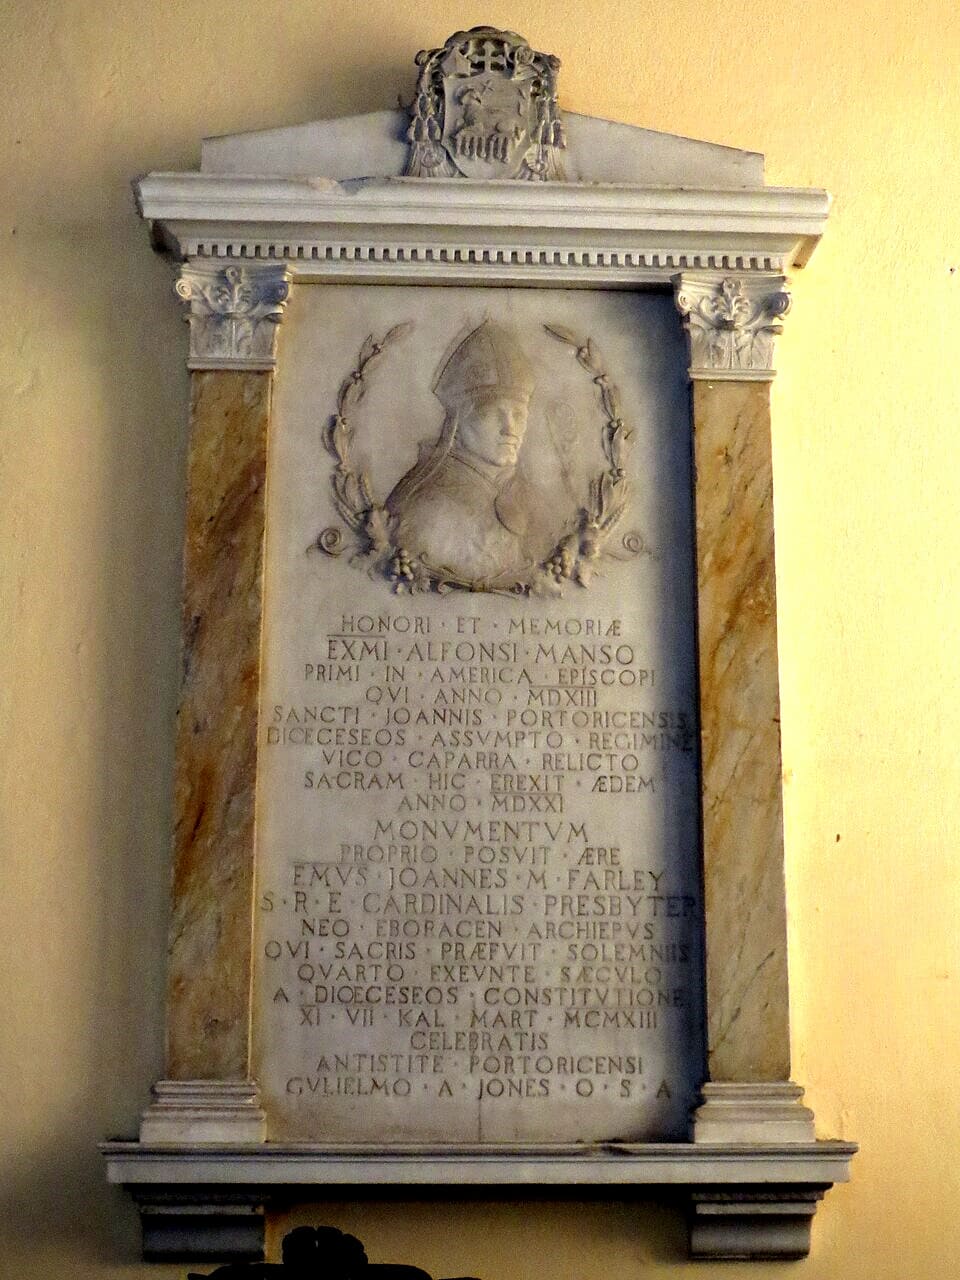 HONORI · ET · MEMORIÆ
EXMI · ALFONSI · MANSO
PRIMI · IN · AMERICA · EPISCOPI
QVI · ANNO · MDXIII
SANCTI · JOANNIS · PORTORICENSIS
DIŒCESEOS · ASSVMPTO · REGIMINE
VICO · CAPARRA · RELICTO
SACRAM · HIC · EREXIT · ÆDEM
ANNO · MDXXI
MONVMENTVM
PROPRIO · POSVIT · ÆRE
EMVS · JOANNES · M · FARLEY
S · R · E · CARDINALIS · PRESBYTER
NEO · EBORACEN · ARCHIEPVS
QVI · SACRIS · PRÆFVIT · SOLEMNIIS
QVARTO · EXEVNTE · SÆCVLO
A · DIOECESEOS · CONSTITVTIONE
XI · VII · KAL · MART · MCMXIII
CELEBRATIS
ANTISTITE · PORTORICENSI
GVLIELMO · A · JONES · O · S · A